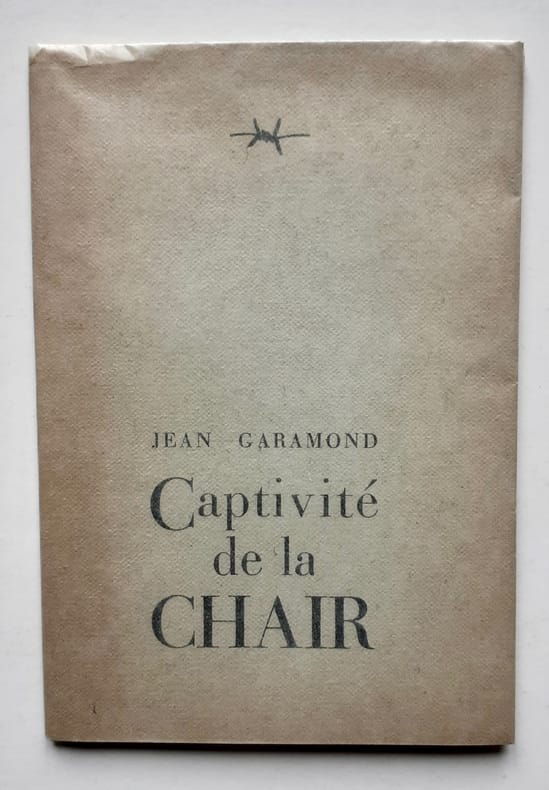 JEAN GARAMOND
Captivité
de la
CHAIR